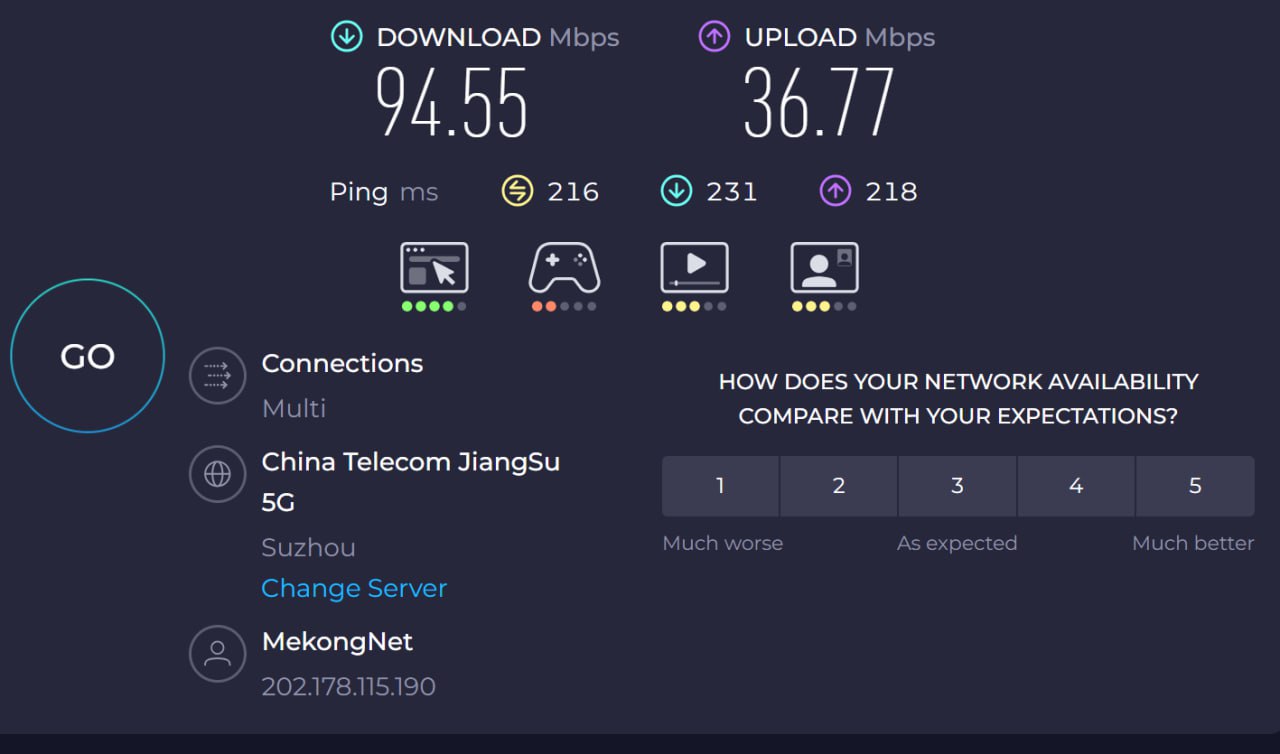 DOWNLOAD Mbps
94.55
UPLOAD Mbps
36.77
Ping ms 216 231 218
GO
Connections
Multi
China Telecom JiangSu
5G
Suzhou
Change Server
MekongNet
202.178.115.190
HOW DOES YOUR NETWORK AVAILABILITY
COMPARE WITH YOUR EXPECTATIONS?
1 2 3 4 5
Much worse As expected Much better